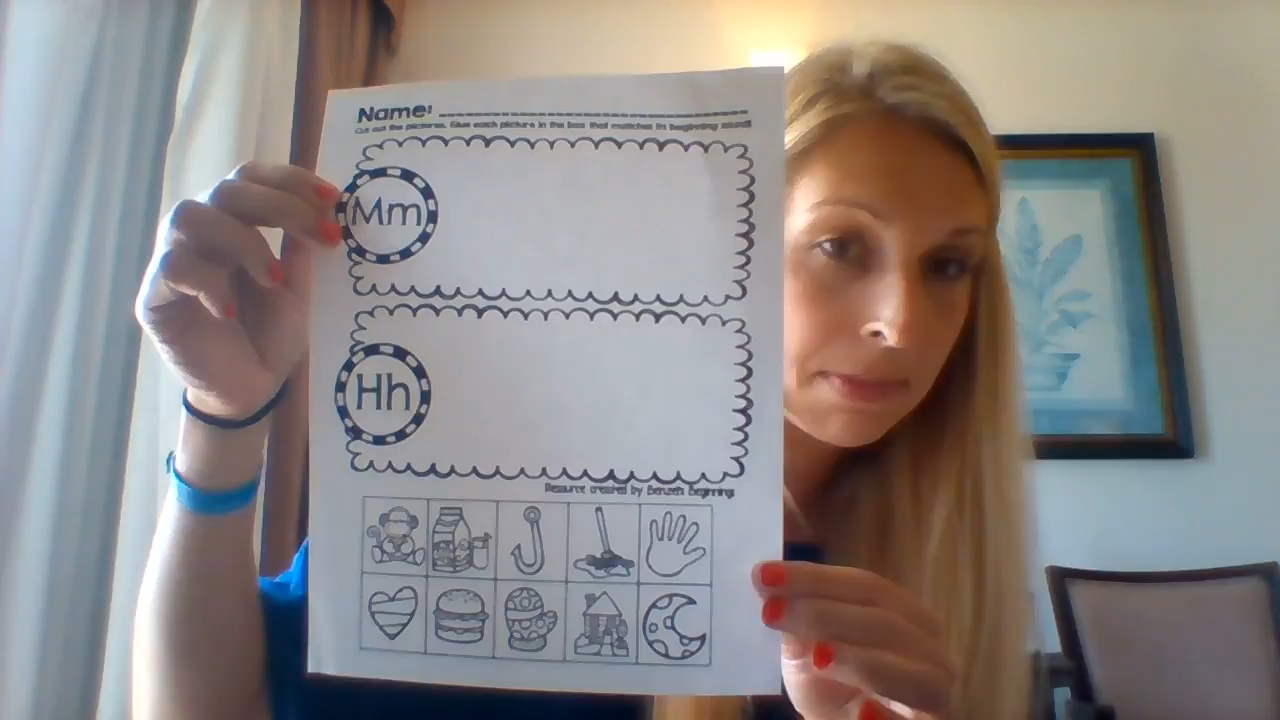 Name:
Cut out the pictures. Glue each picture in the box that matches its beginning sound!
Mm
Hh
Resource created by Benzel's Beginnings